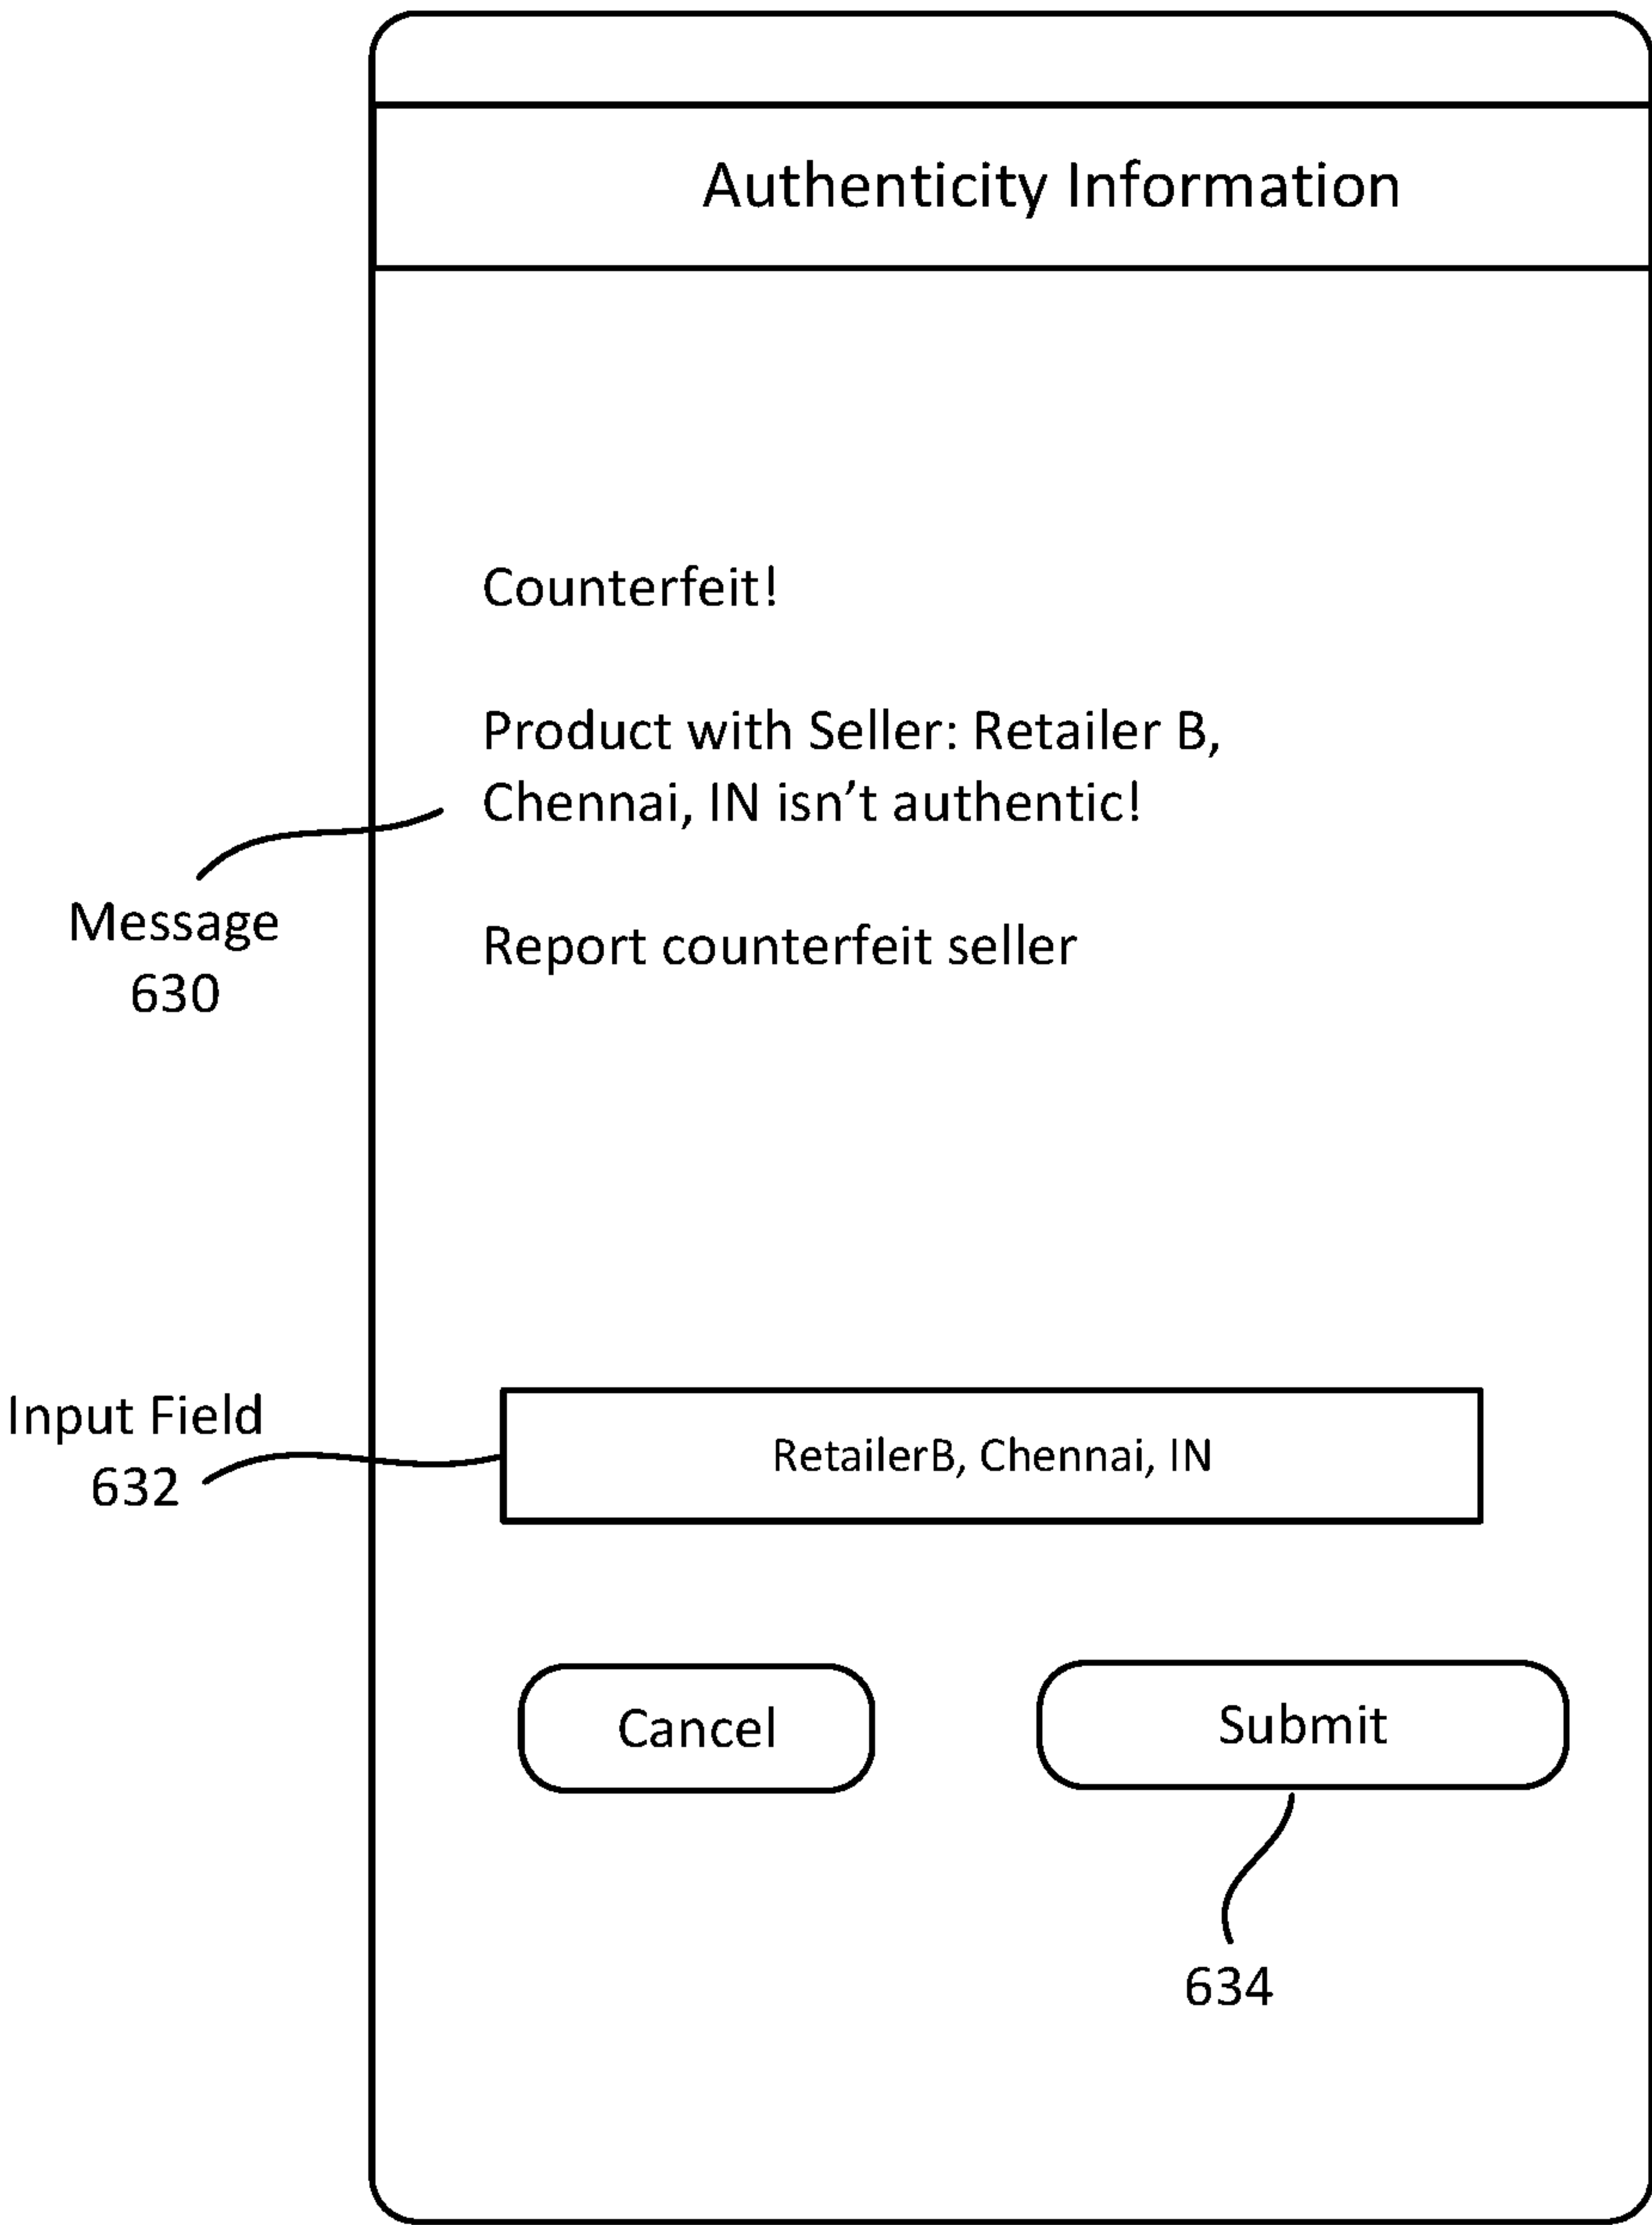 Authenticity Information
Counterfeit!
Product with Seller: Retailer B,
Chennai, IN isn’t authentic!
Message
630
Report counterfeit seller
Input Field
632
RetailerB, Chennai, IN
Cancel
Submit
634